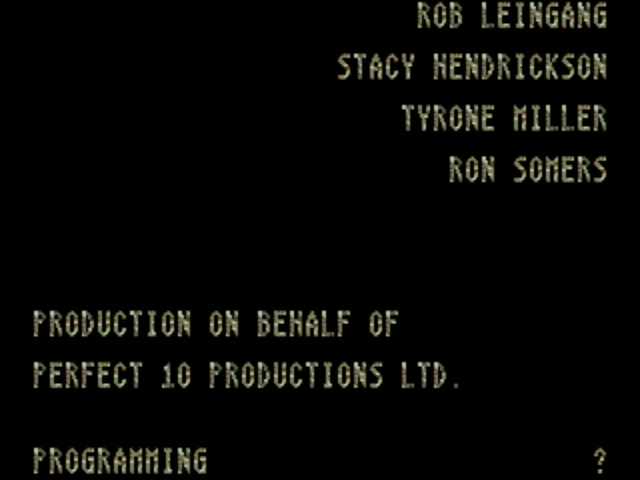 ROB LEINGANG
STACY HENDRICKSON
TYRONE MILLER
RON SOMERS
PRODUCTION ON BEHALF OF
PERFECT 10 PRODUCTIONS LTD.
PROGRAMMING ?